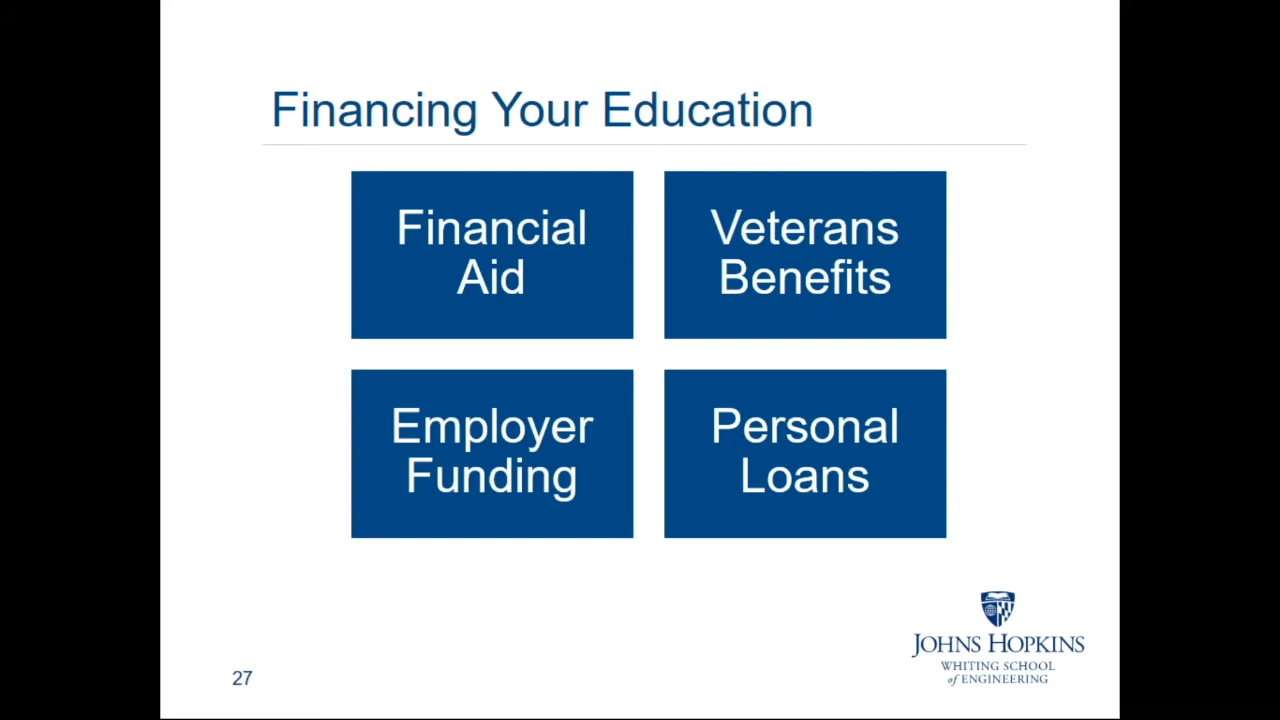 Financing Your Education
Financial
Aid
Veterans
Benefits
Employer
Funding
Personal
Loans
27
JOHNS HOPKINS
WHITING SCHOOL
of ENGINEERING